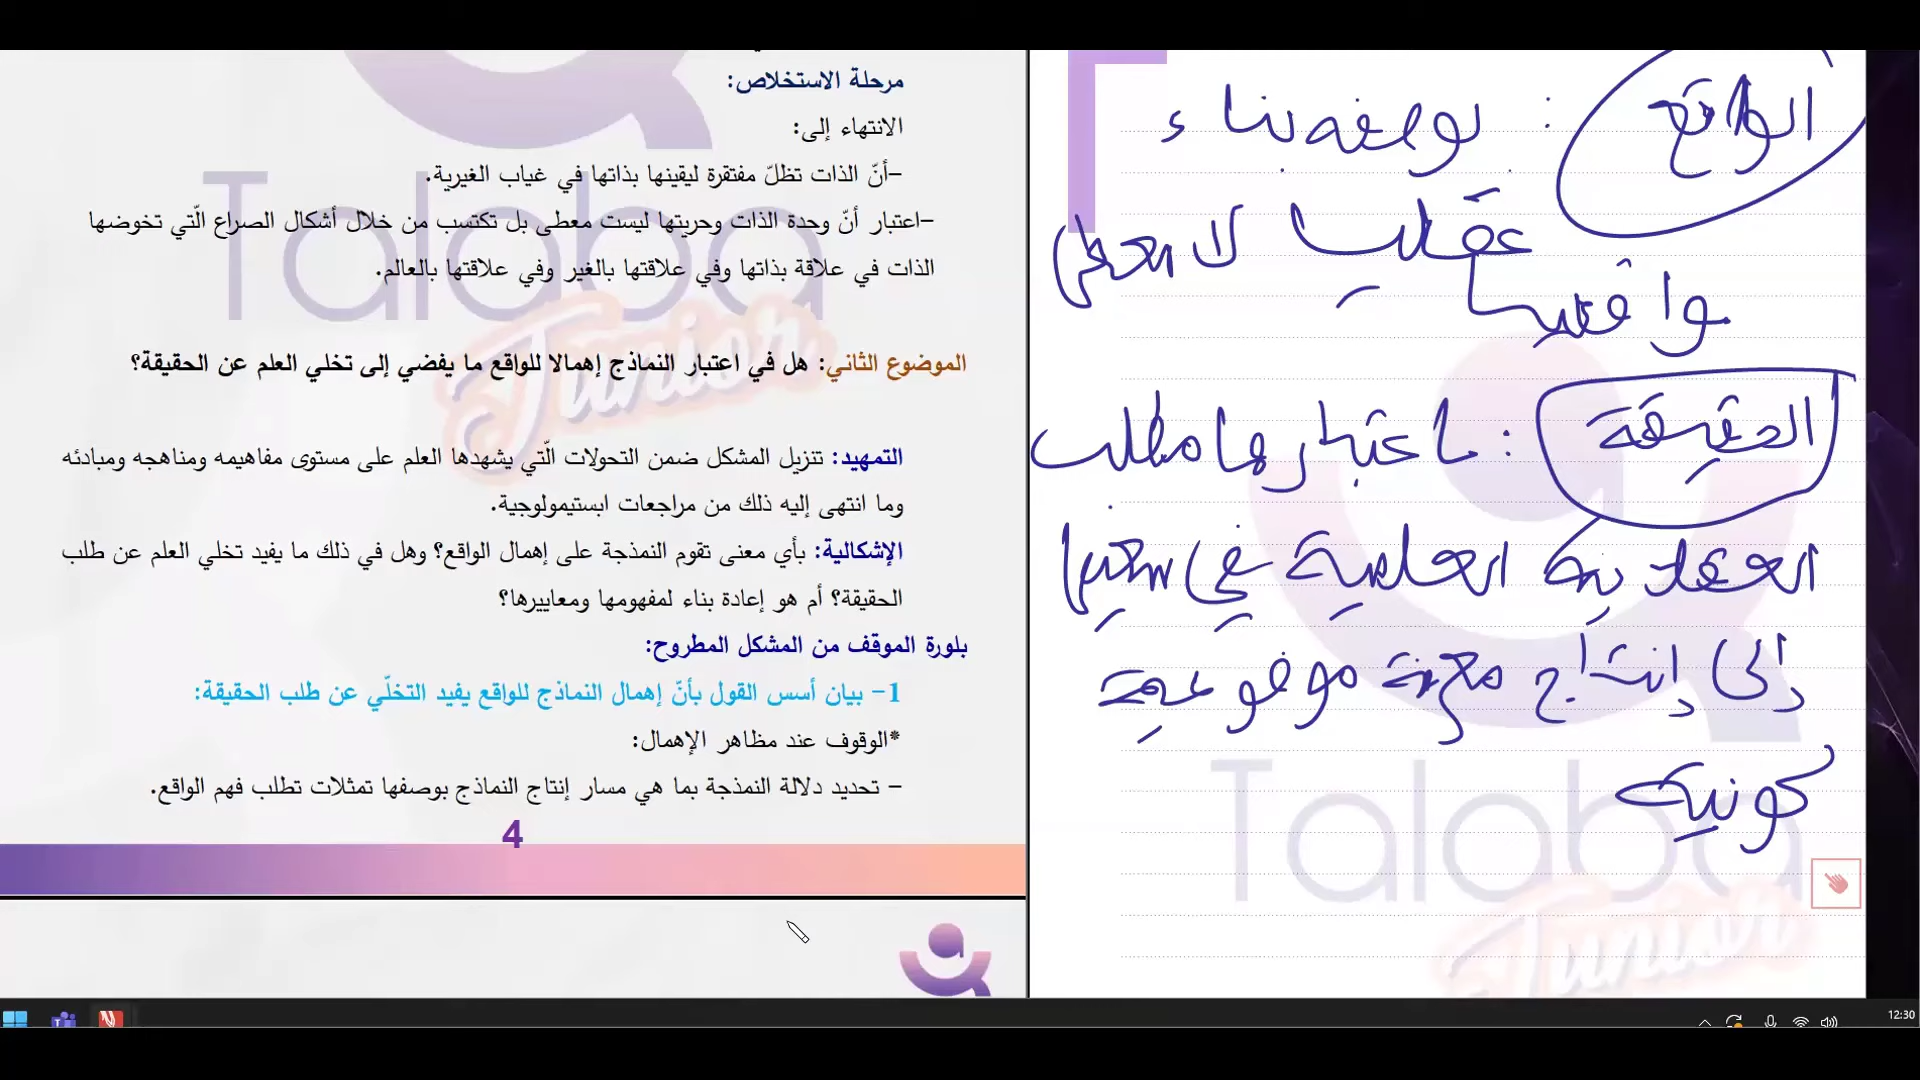 مرحلة الاستخلاص:
الانتهاء إلى:
–أنّ الذات تظلّ مفتقرة ليقينها بذاتها في غياب الغيرية.
–اعتبار أنّ وحدة الذات وحريتها ليست معطى بل تكتسب من خلال أشكال الصراع الّتي تخوضها
الذات في علاقة بذاتها وفي علاقتها بالغير وفي علاقتها بالعالم.
الموضوع الثاني: هل في اعتبار النماذج إهمالا للواقع ما يفضي إلى تخلي العلم عن الحقيقة؟
التمهيد: تنزيل المشكل ضمن التحولات الّتي يشهدها العلم على مستوى مفاهيمه ومناهجه ومبادئه
وما انتهى إليه ذلك من مراجعات ابستيمولوجية.
الإشكالية: بأي معنى تقوم النمذجة على إهمال الواقع؟ وهل في ذلك ما يفيد تخلي العلم عن طلب
الحقيقة؟ أم هو إعادة بناء لمفهومها ومعاييرها؟
بلورة الموقف من المشكل المطروح:
1– بيان أسس القول بأنّ إهمال النماذج للواقع يفيد التخلّي عن طلب الحقيقة:
*الوقوف عند مظاهر الإهمال:
– تحديد دلالة النمذجة بما هي مسار إنتاج النماذج بوصفها تمثلات تطلب فهم الواقع.
4
الواقع : بوصفه بناء
عقليا لا معطى
واقعيا
الحقيقة : باعتبارها مطلب
العقلانية العلمية في سعيها
إلى إنتاج معرفة موضوعية
كونية
Talaba
Junior
Talaba
Junior
12:30